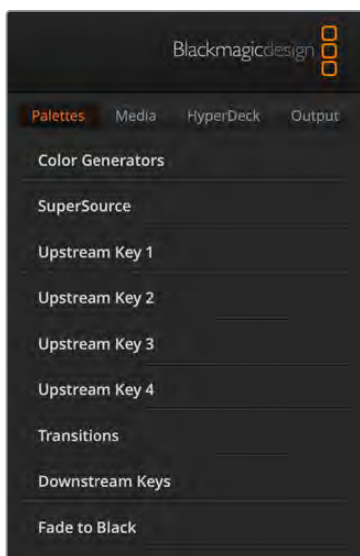 Blackmagicdesign
Palettes Media HyperDeck Output
Color Generators
SuperSource
Upstream Key 1
Upstream Key 2
Upstream Key 3
Upstream Key 4
Transitions
Downstream Keys
Fade to Black